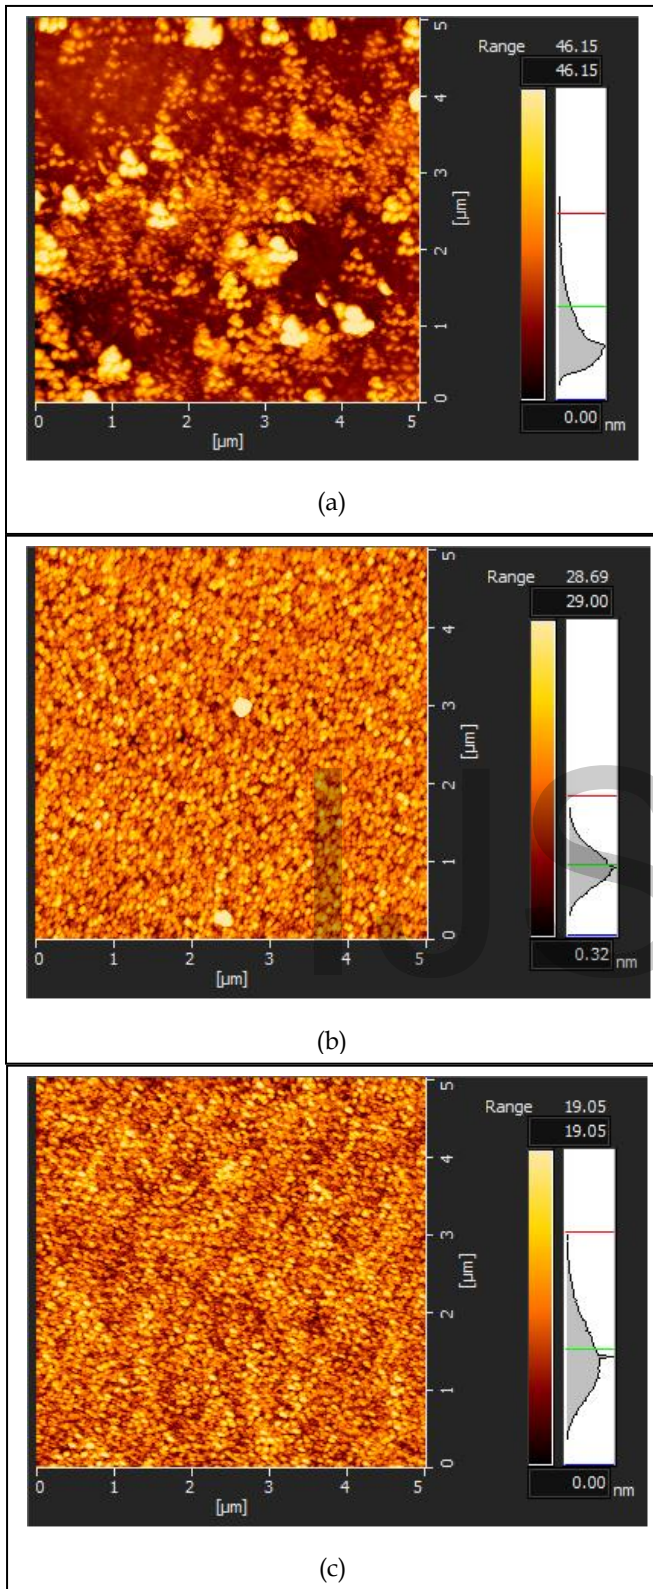 Range 46.15
46.15
5
4
3
2
1
0
[µm]
0 1 2 3 4 5
[µm]
0.00 nm
(a)
Range 28.69
29.00
5
4
3
2
1
0
[µm]
0 1 2 3 4 5
[µm]
0.32 nm
IJS
(b)
Range 19.05
19.05
5
4
3
2
1
0
[µm]
0 1 2 3 4 5
[µm]
0.00 nm
(c)